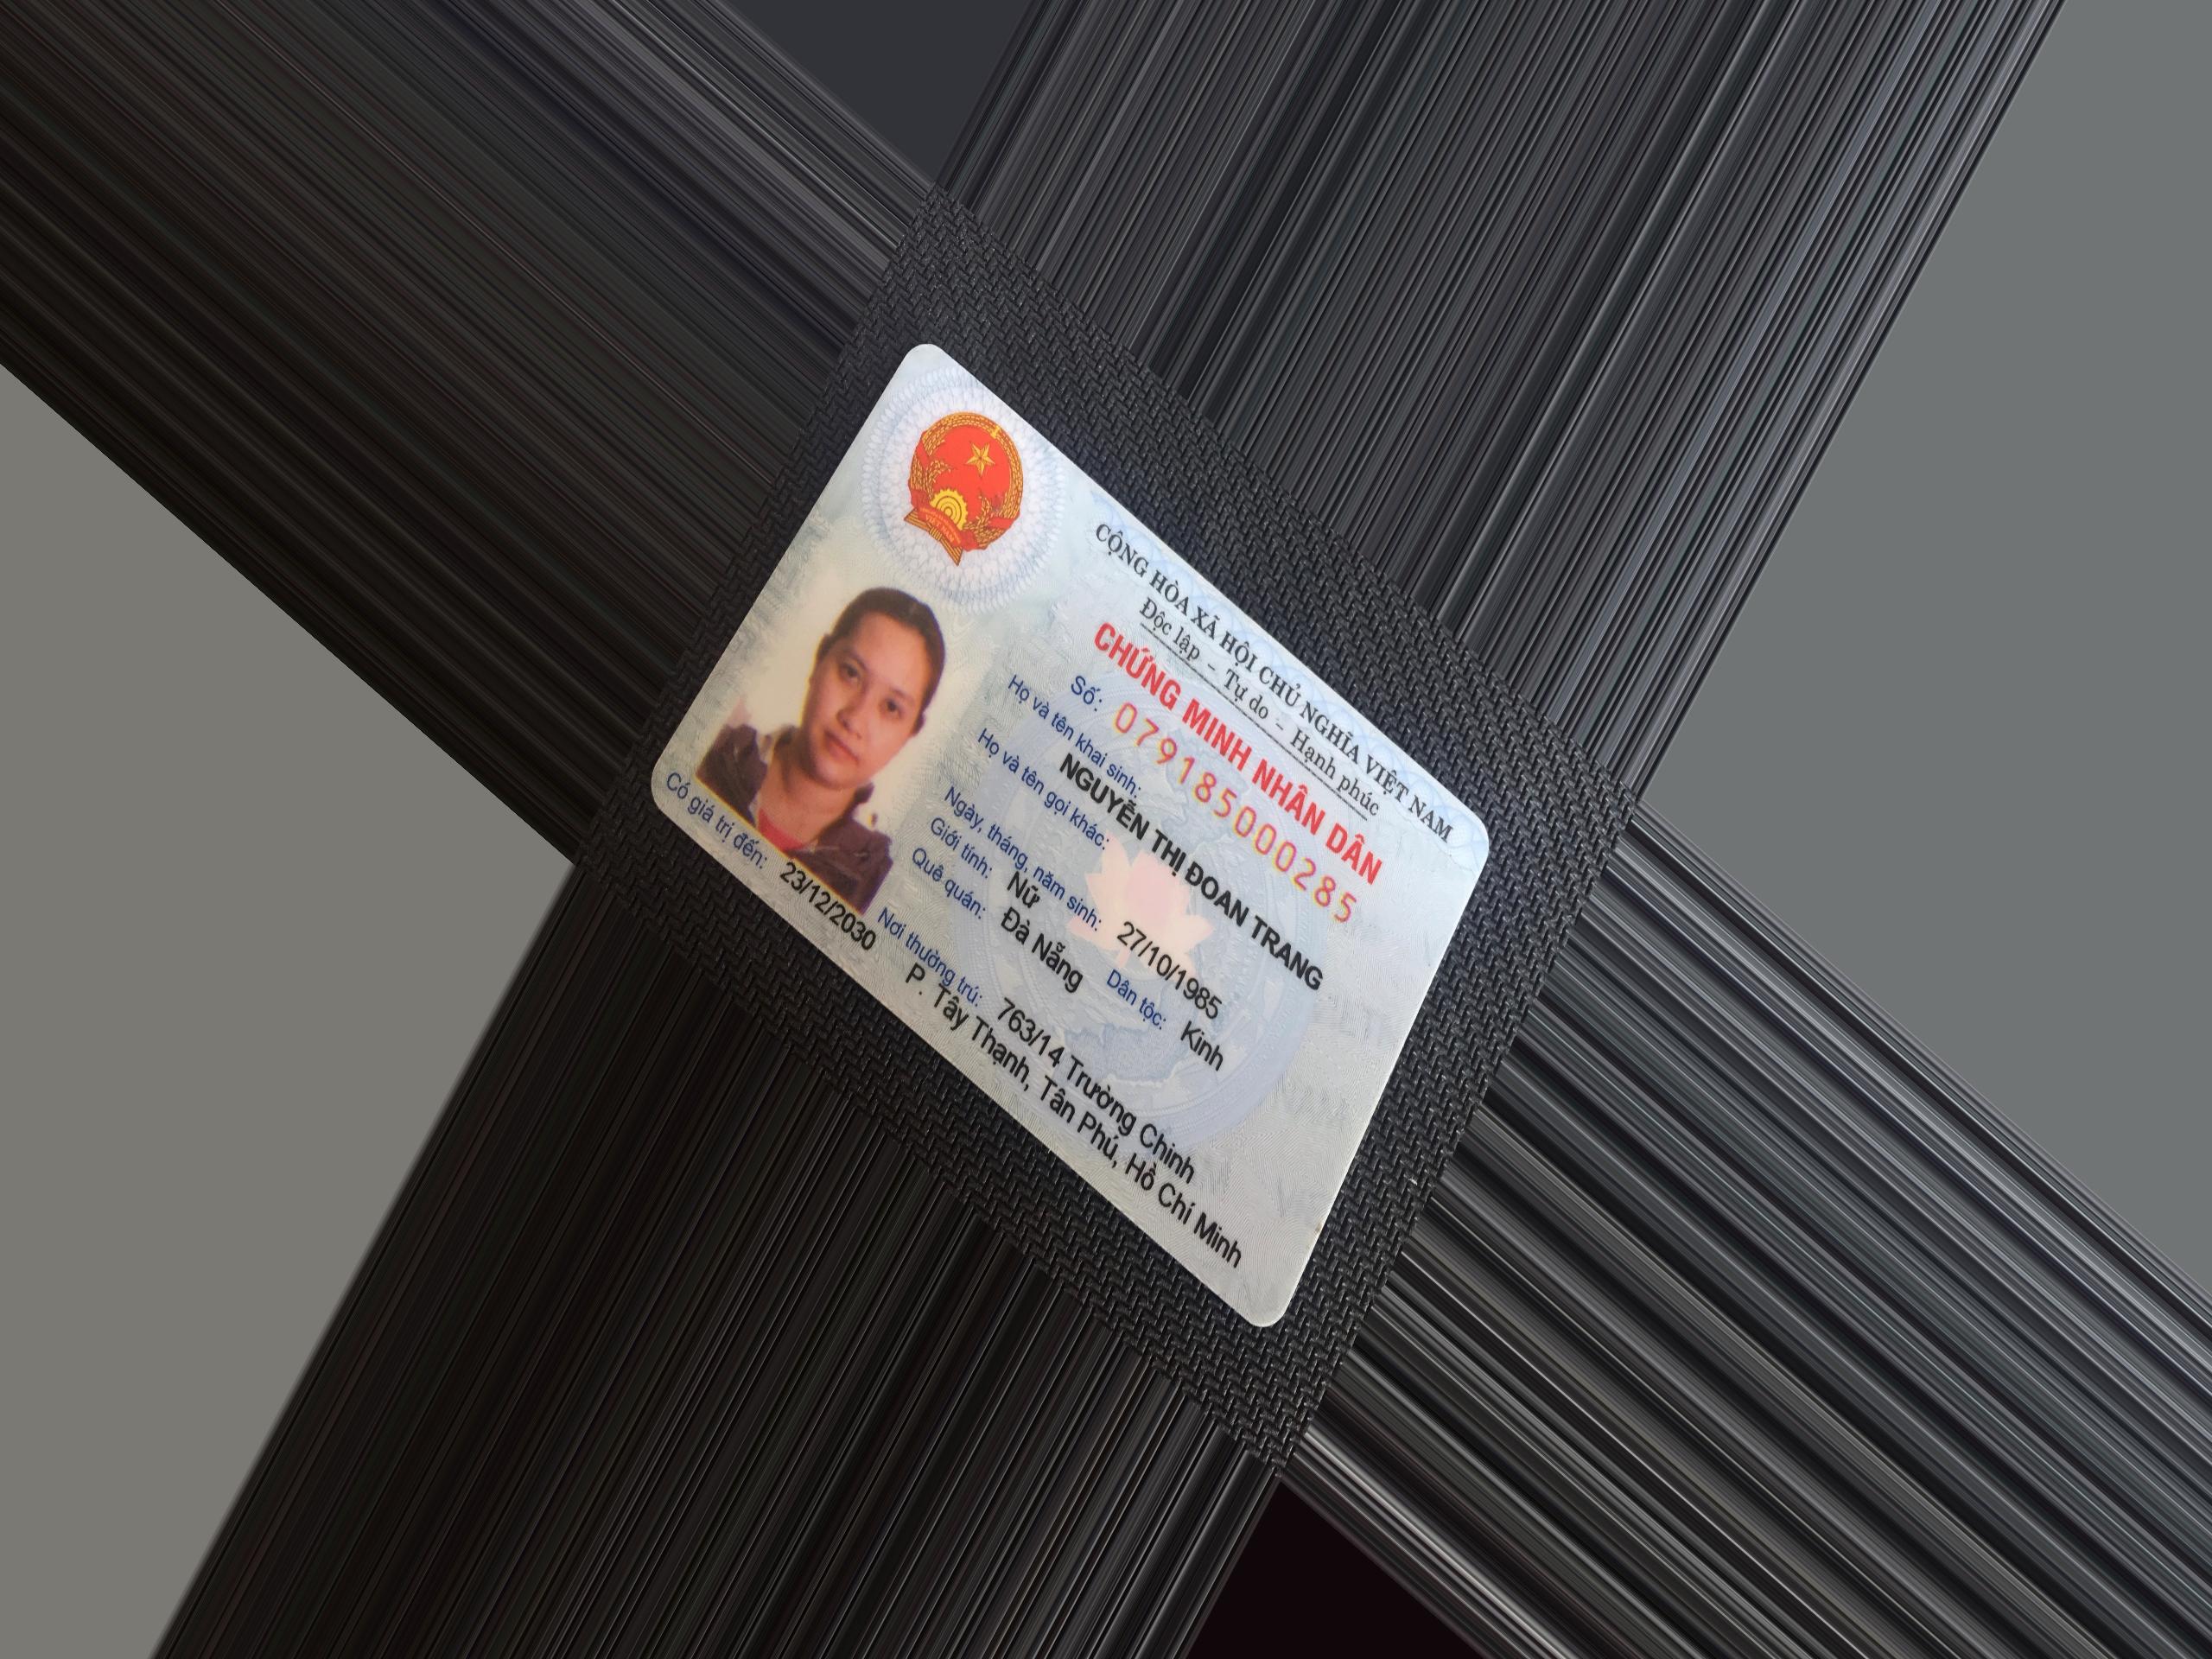 CỘNG HÒA XÃ HỘI CHỦ NGHĨA VIỆT NAM
Độc lập - Tự do - Hạnh phúc
CHỨNG MINH NHÂN DÂN
Số: 079185000285
Họ và tên khai sinh:
NGUYỄN THỊ ĐOAN TRANG
Họ và tên gọi khác:
Ngày, tháng, năm sinh: 27/10/1985
Giới tính: Nữ Dân tộc: Kinh
Quê quán: Đà Nẵng
Nơi thường trú: 763/14 Trường Chinh
P. Tây Thạnh, Tân Phú, Hồ Chí Minh
Có giá trị đến: 23/12/2030